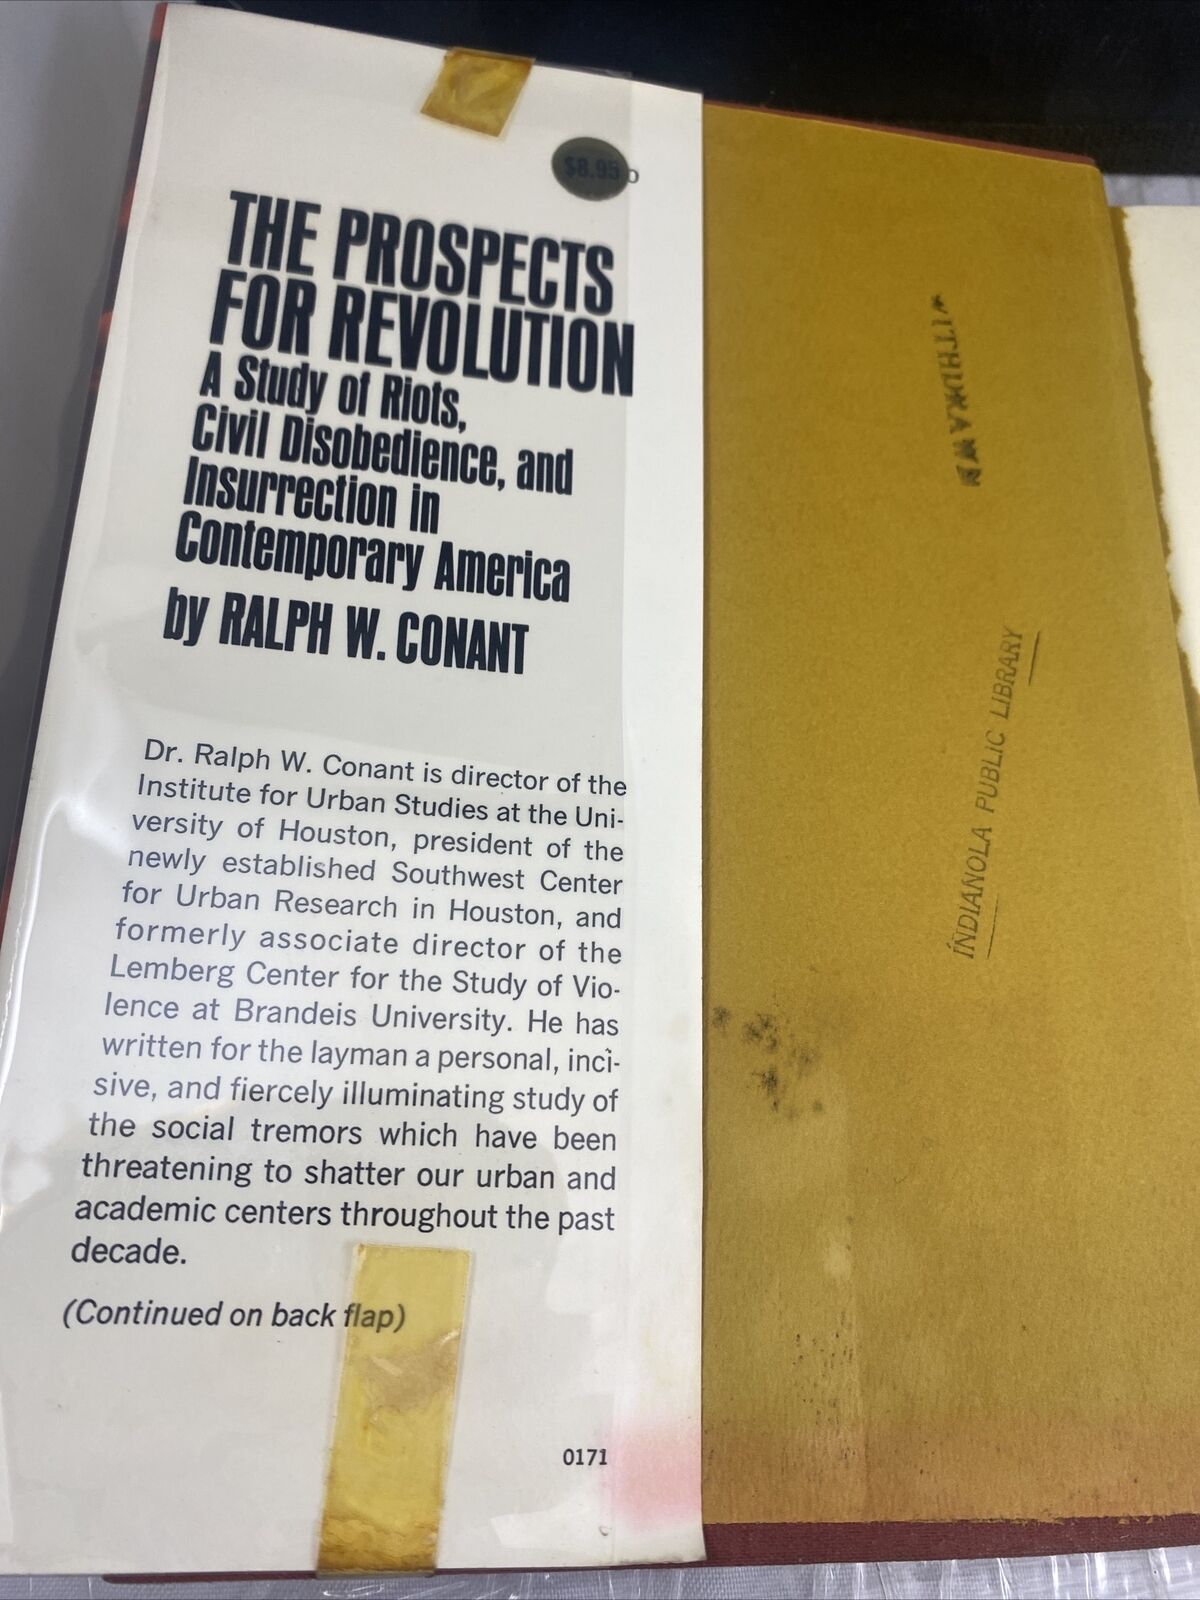 $8.95
THE PROSPECTS
FOR REVOLUTION
A Study of Riots,
Civil Disobedience, and
Insurrection in
Contemporary America
by RALPH W. CONANT
Dr. Ralph W. Conant is director of the
Institute for Urban Studies at the Uni-
versity of Houston, president of the
newly established Southwest Center
for Urban Research in Houston, and
formerly associate director of the
Lemberg Center for the Study of Vio-
lence at Brandeis University. He has
written for the layman a personal, inci-
sive, and fiercely illuminating study of
the social tremors which have been
threatening to shatter our urban and
academic centers throughout the past
decade.
(Continued on back flap)
0171
WITHDRAWN
INDIANOLA PUBLIC LIBRARY